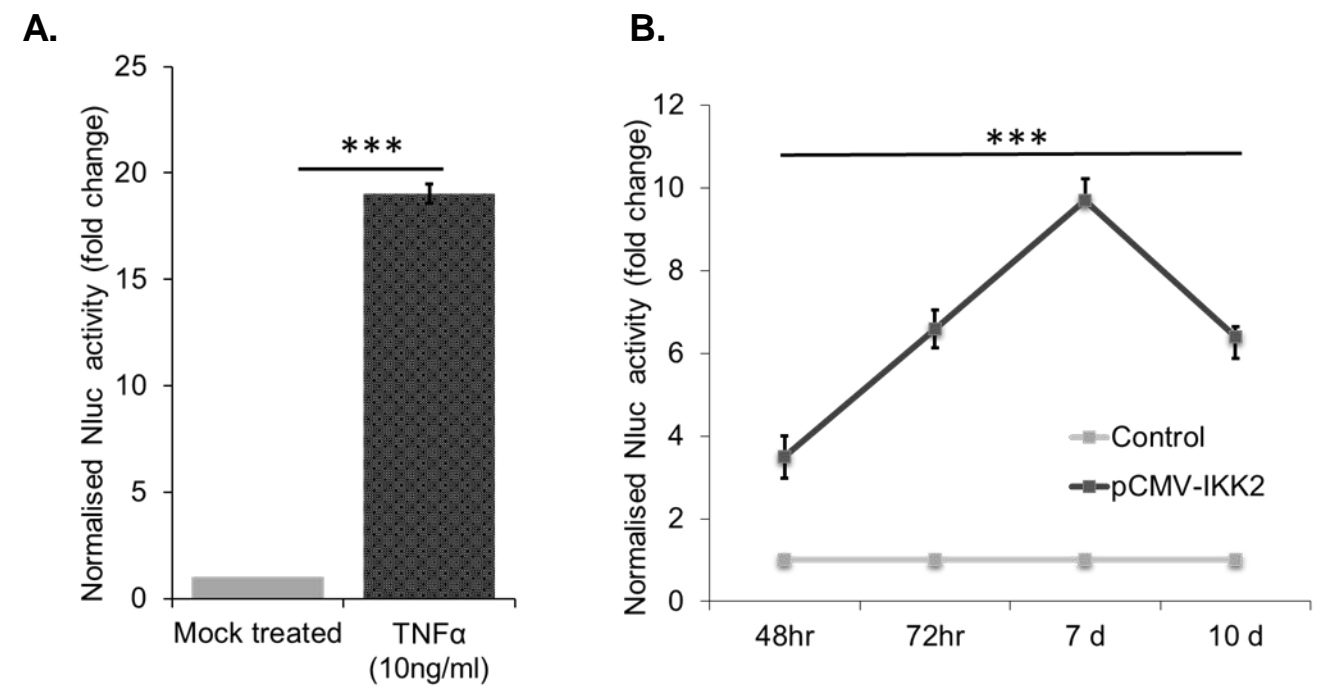 A.
Normalised Nluc activity (fold change)
25
20
15
10
5
0
***
Mock treated
TNFα
(10ng/ml)
B.
Normalised Nluc activity (fold change)
12
10
8
6
4
2
0
***
Control
pCMV-IKK2
48hr
72hr
7 d
10 d